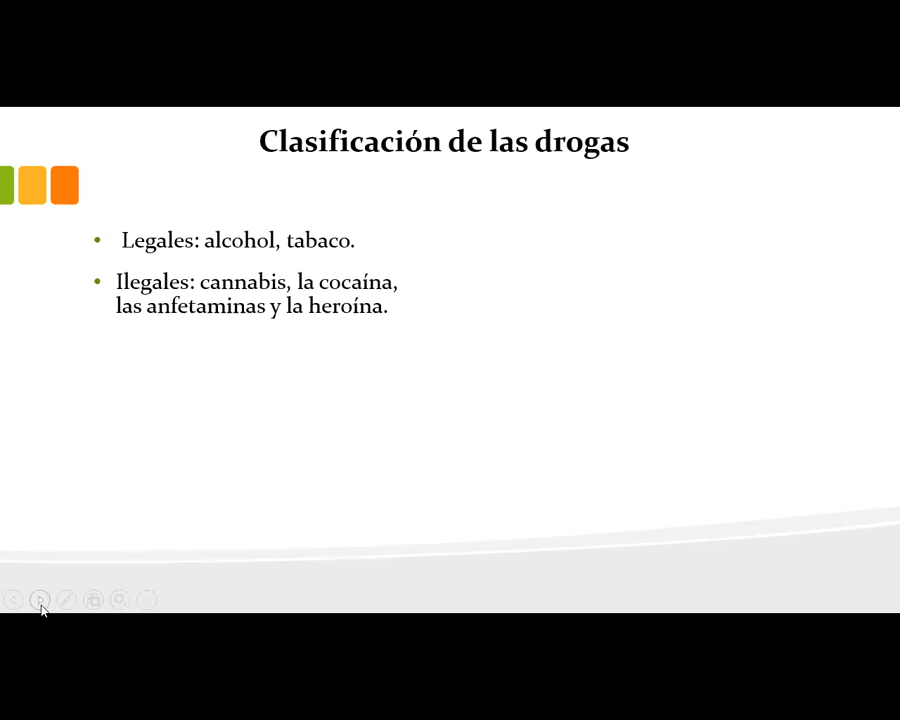 Clasificación de las drogas
• Legales: alcohol, tabaco.
• Ilegales: cannabis, la cocaína,
las anfetaminas y la heroína.